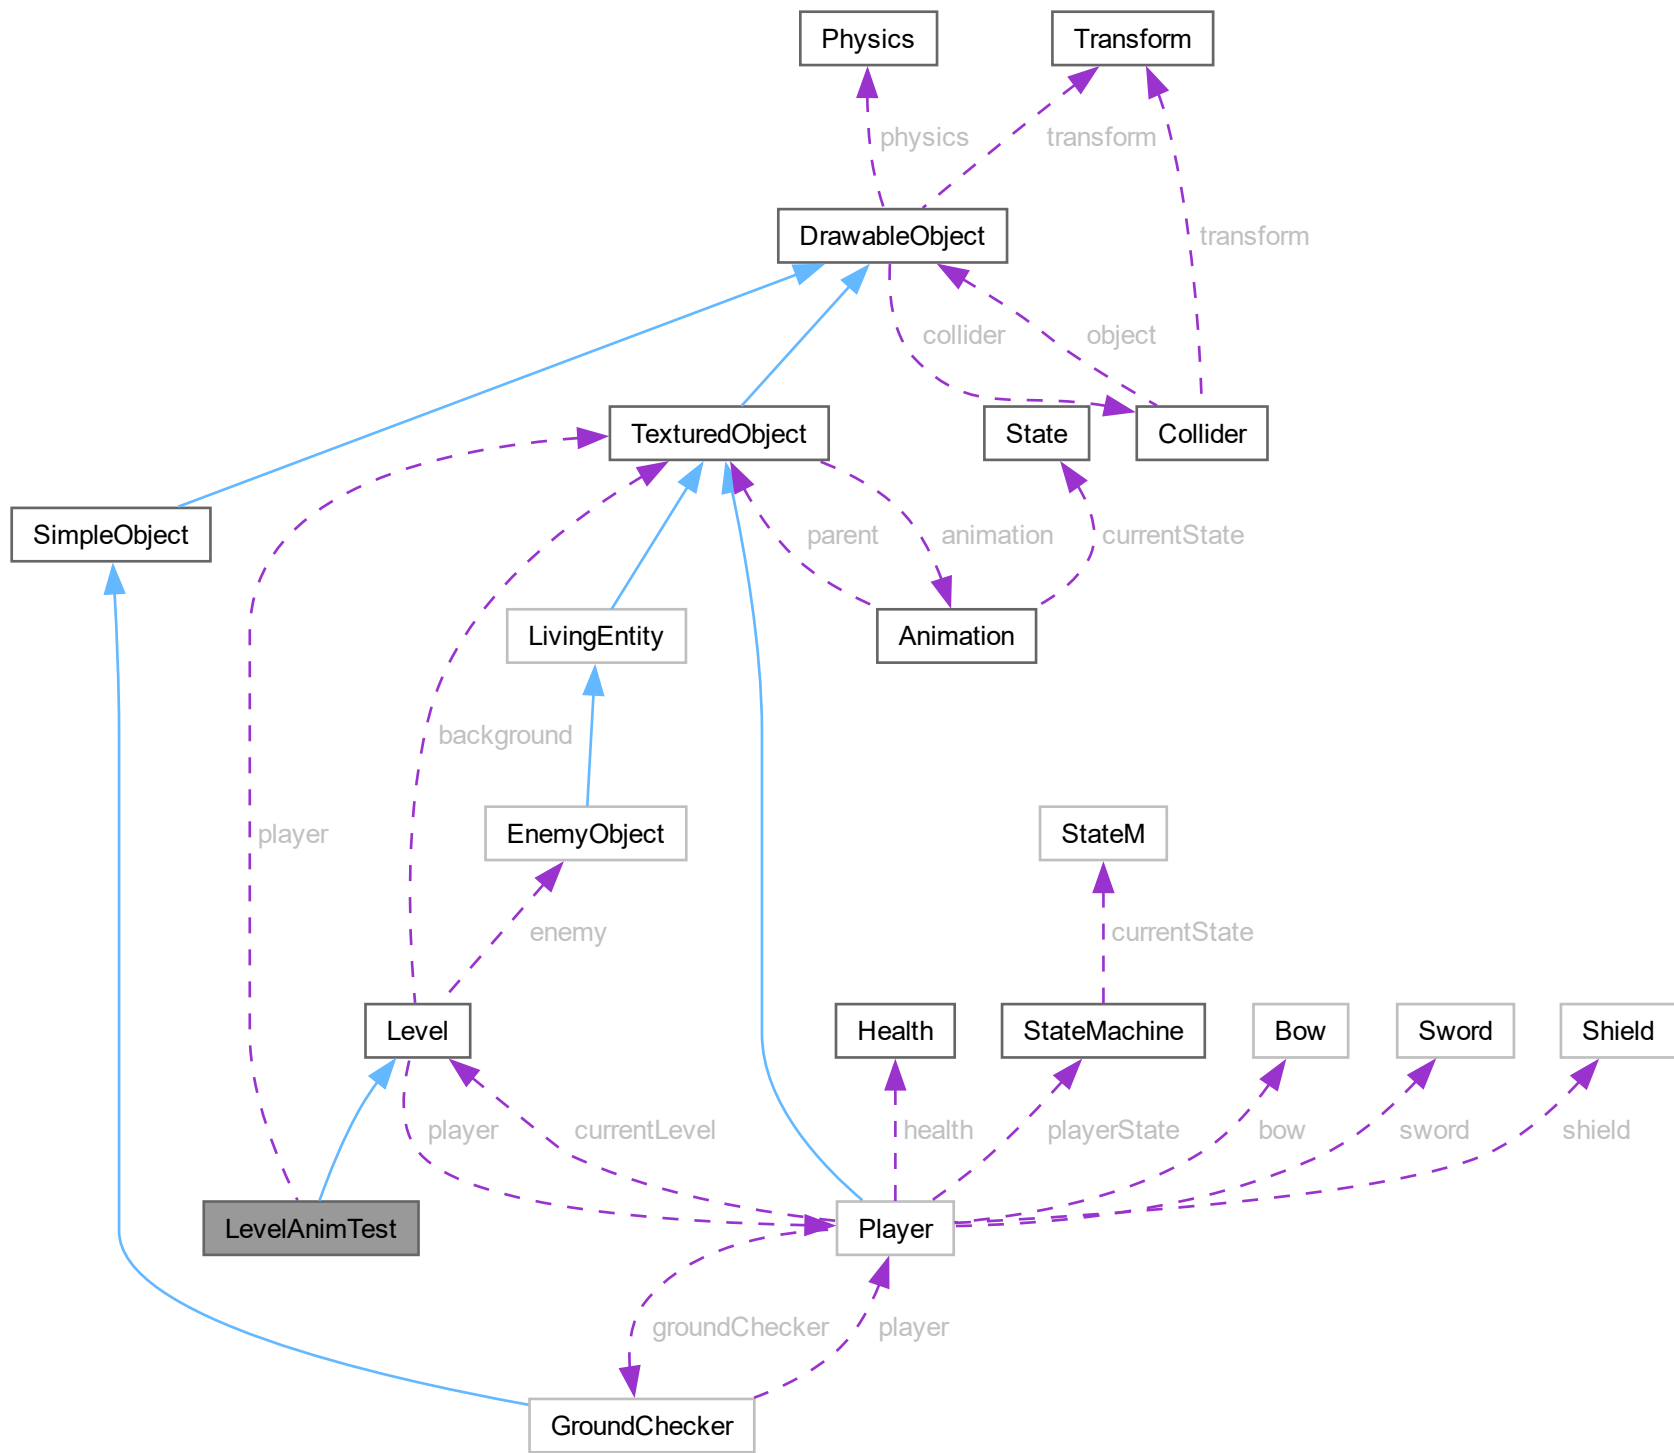 Physics
Transform
physics
transform
DrawableObject
transform
collider
object
TexturedObject
State
Collider
SimpleObject
parent
animation
currentState
LivingEntity
Animation
background
player
EnemyObject
StateM
enemy
currentState
Level
Health
StateMachine
Bow
Sword
Shield
player
currentLevel
health
playerState
bow
sword
shield
LevelAnimTest
Player
groundChecker
player
GroundChecker